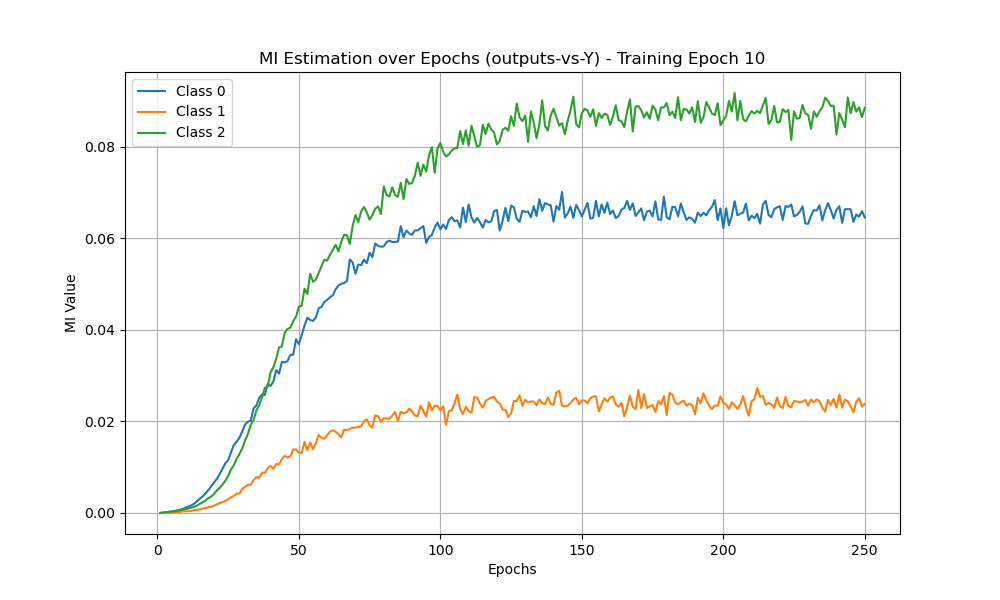 MI Estimation over Epochs (outputs-vs-Y) - Training Epoch 10
Class 0
Class 1
Class 2
MI Value
0.08
0.06
0.04
0.02
0.00
0
50
100
150
200
250
Epochs